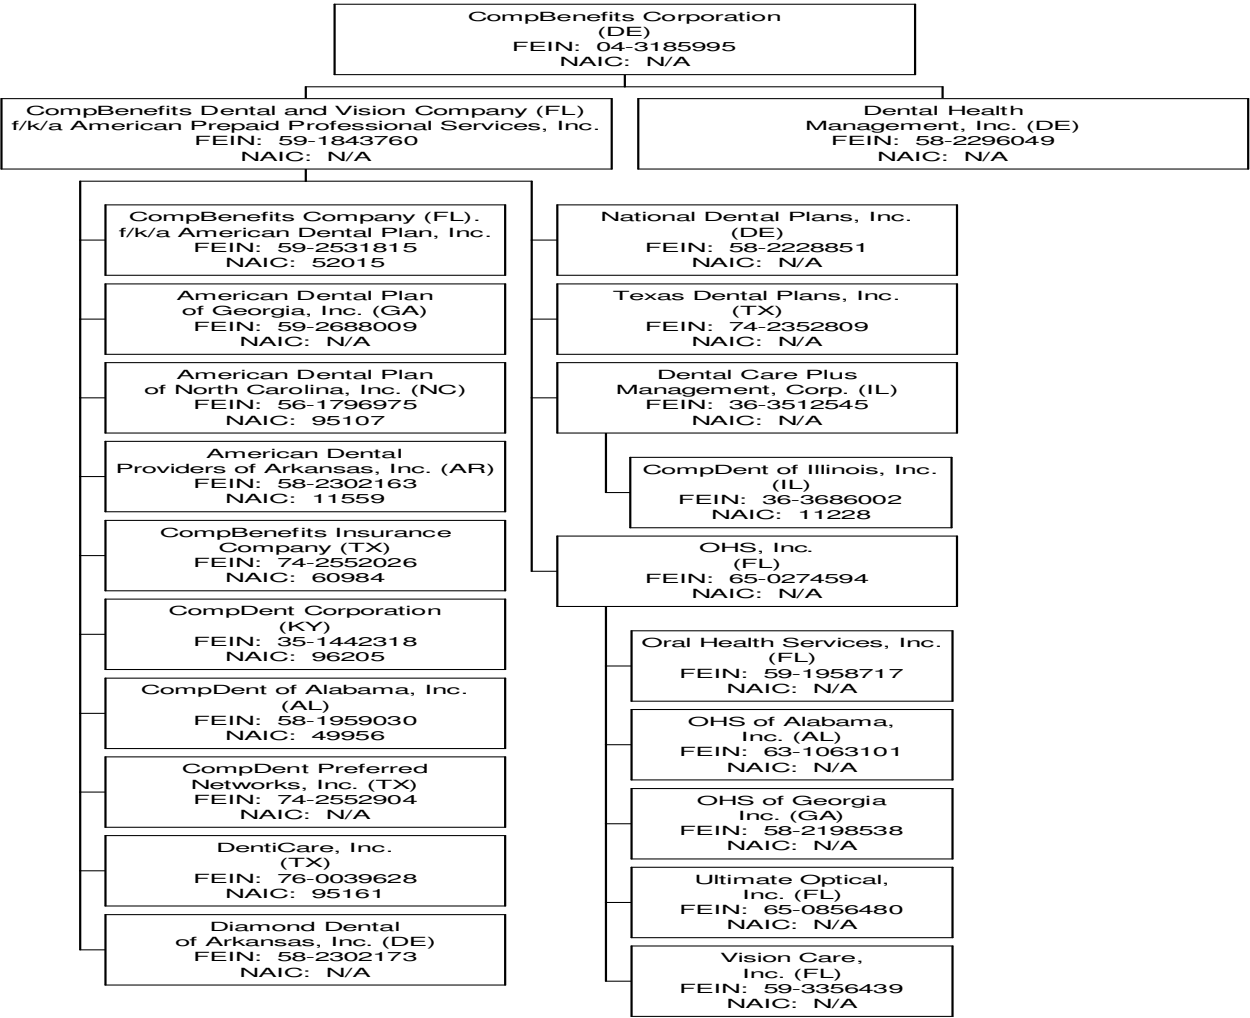 CompBenefits Corporation
(DE)
FEIN: 04-3185995
NAIC: N/A
CompBenefits Dental and Vision Company (FL)
f/k/a American Prepaid Professional Services, Inc.
FEIN: 59-1843760
NAIC: N/A
Dental Health
Management, Inc. (DE)
FEIN: 58-2296049
NAIC: N/A
CompBenefits Company (FL).
f/k/a American Dental Plan, Inc.
FEIN: 59-2531815
NAIC: 52015
American Dental Plan
of Georgia, Inc. (GA)
FEIN: 59-2688009
NAIC: N/A
American Dental Plan
of North Carolina, Inc. (NC)
FEIN: 56-1796975
NAIC: 95107
American Dental
Providers of Arkansas, Inc. (AR)
FEIN: 58-2302163
NAIC: 11559
CompBenefits Insurance
Company (TX)
FEIN: 74-2552026
NAIC: 60984
CompDent Corporation
(KY)
FEIN: 35-1442318
NAIC: 96205
CompDent of Alabama, Inc.
(AL)
FEIN: 58-1959030
NAIC: 49956
CompDent Preferred
Networks, Inc. (TX)
FEIN: 74-2552904
NAIC: N/A
DentiCare, Inc.
(TX)
FEIN: 76-0039628
NAIC: 95161
Diamond Dental
of Arkansas, Inc. (DE)
FEIN: 58-2302173
NAIC: N/A
National Dental Plans, Inc.
(DE)
FEIN: 58-2228851
NAIC: N/A
Texas Dental Plans, Inc.
(TX)
FEIN: 74-2352809
NAIC: N/A
Dental Care Plus
Management, Corp. (IL)
FEIN: 36-3512545
NAIC: N/A
CompDent of Illinois, Inc.
(IL)
FEIN: 36-3686002
NAIC: 11228
OHS, Inc.
(FL)
FEIN: 65-0274594
NAIC: N/A
Oral Health Services, Inc.
(FL)
FEIN: 59-1958717
NAIC: N/A
OHS of Alabama,
Inc. (AL)
FEIN: 63-1063101
NAIC: N/A
OHS of Georgia
Inc. (GA)
FEIN: 58-2198538
NAIC: N/A
Ultimate Optical,
Inc. (FL)
FEIN: 65-0856480
NAIC: N/A
Vision Care,
Inc. (FL)
FEIN: 59-3356439
NAIC: N/A